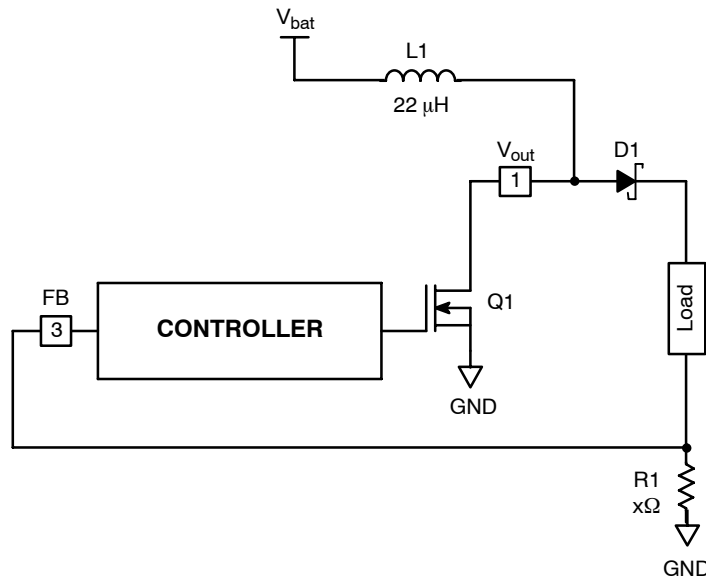 Vbat
L1
22 μH
Vout
D1
1
Load
Q1
FB
3
CONTROLLER
GND
R1
xΩ
GND